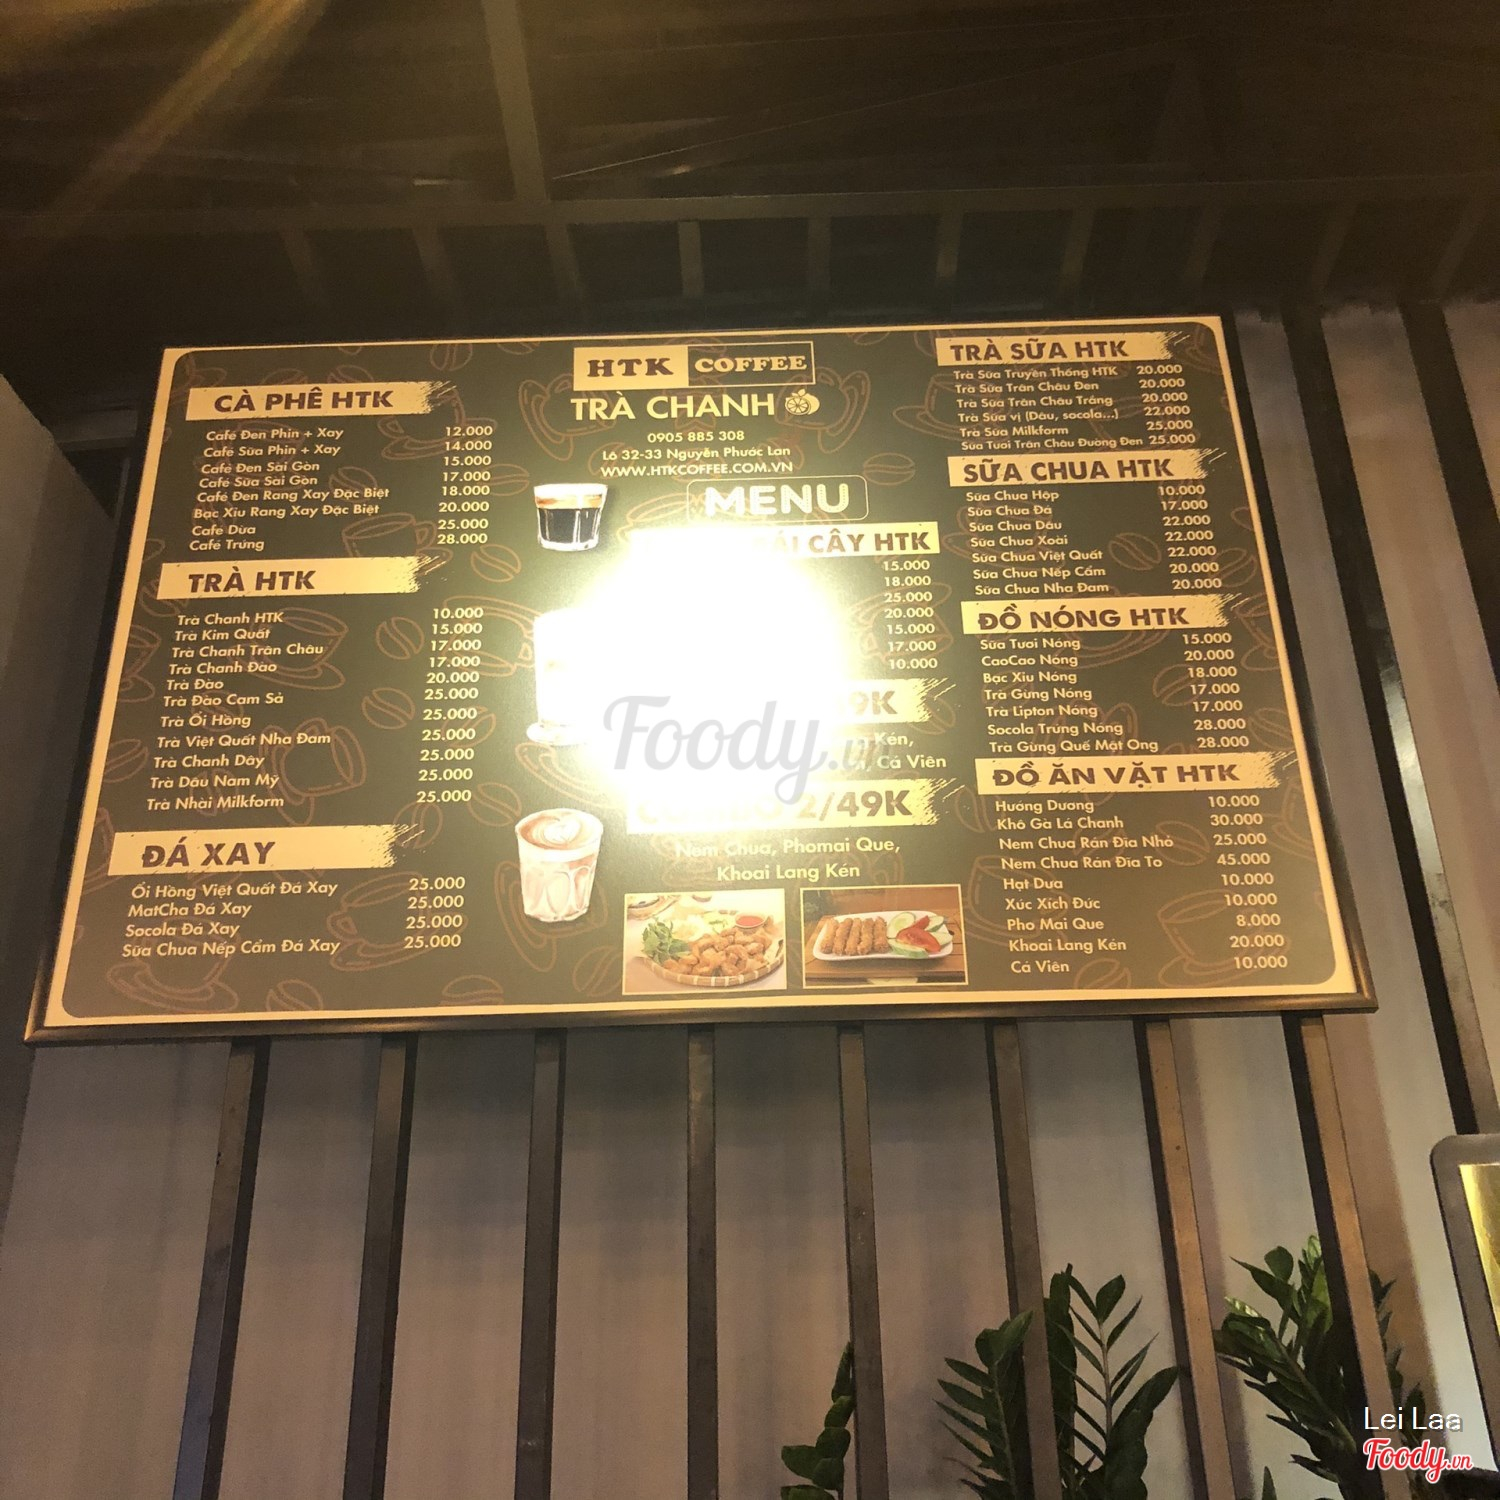 HTK COFFEE
TRÀ CHANH
0905 885 308
Lô 32-33 Nguyễn Phước Lan
WWW.HTKCOFFEE.COM.VN
MENU
CÀ PHÊ HTK
Café Đen Phin + Xay 12.000
Café Sữa Phin + Xay 14.000
Café Đen Sài Gòn 15.000
Café Sữa Sài Gòn 17.000
Café Đen Rang Xay Đặc Biệt 18.000
Bạc Xỉu Rang Xay Đặc Biệt 20.000
Café Dừa 25.000
Café Trứng 28.000
TRÀ HTK
Trà Chanh HTK 10.000
Trà Kim Quất 15.000
Trà Chanh Trân Châu 17.000
Trà Chanh Đào 17.000
Trà Đào 20.000
Trà Đào Cam Sả 25.000
Trà Ổi Hồng 25.000
Trà Việt Quất Nha Đam 25.000
Trà Chanh Dây 25.000
Trà Dâu Nam Mỹ 25.000
Trà Nhài Milkform 25.000
ĐÁ XAY
Ổi Hồng Việt Quất Đá Xay 25.000
MatCha Đá Xay 25.000
Socola Đá Xay 25.000
Sữa Chua Nếp Cẩm Đá Xay 25.000
CÂY HTK
15.000
18.000
25.000
20.000
15.000
17.000
10.000
9K
Kén,
Cá Viên
2/49K
Nem Chua, Phomai Que,
Khoai Lang Kén
TRÀ SỮA HTK
Trà Sữa Truyền Thống HTK 20.000
Trà Sữa Trân Châu Đen 20.000
Trà Sữa Trân Châu Trắng 20.000
Trà Sữa vị (Dâu, socola...) 22.000
Trà Sữa Milkform 25.000
Sữa Tươi Trân Châu Đường Đen 25.000
SỮA CHUA HTK
Sữa Chua Hộp 10.000
Sữa Chua Đá 17.000
Sữa Chua Dâu 22.000
Sữa Chua Xoài 22.000
Sữa Chua Việt Quất 22.000
Sữa Chua Nếp Cẩm 20.000
Sữa Chua Nha Đam 20.000
ĐỒ NÓNG HTK
Sữa Tươi Nóng 15.000
CaoCao Nóng 20.000
Bạc Xỉu Nóng 18.000
Trà Gừng Nóng 17.000
Trà Lipton Nóng 17.000
Socola Trứng Nóng 28.000
Trà Gừng Quế Mật Ong 28.000
ĐỒ ĂN VẶT HTK
Hướng Dương 10.000
Khô Gà Lá Chanh 30.000
Nem Chua Rán Đĩa Nhỏ 25.000
Nem Chua Rán Đĩa To 45.000
Hạt Dưa 10.000
Xúc Xích Đức 10.000
Pho Mai Que 8.000
Khoai Lang Kén 20.000
Cá Viên 10.000
Foody.vn
Lei Laa
Foody.vn